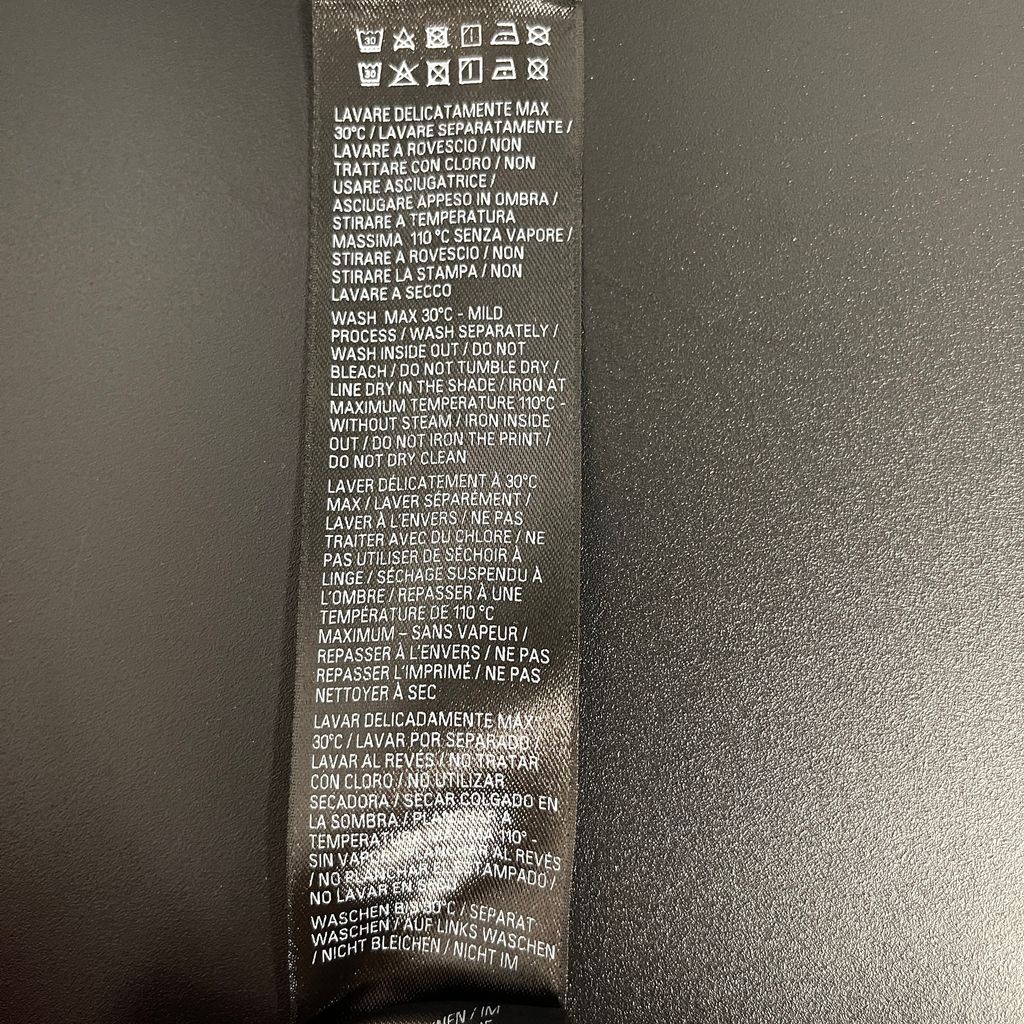 30
30
LAVARE DELICATAMENTE MAX
30°C / LAVARE SEPARATAMENTE /
LAVARE A ROVESCIO / NON
TRATTARE CON CLORO / NON
USARE ASCIUGATRICE /
ASCIUGARE APPESO IN OMBRA /
STIRARE A TEMPERATURA
MASSIMA 110 °C SENZA VAPORE /
STIRARE A ROVESCIO / NON
STIRARE LA STAMPA / NON
LAVARE A SECCO
WASH MAX 30°C - MILD
PROCESS / WASH SEPARATELY /
WASH INSIDE OUT / DO NOT
BLEACH / DO NOT TUMBLE DRY /
LINE DRY IN THE SHADE / IRON AT
MAXIMUM TEMPERATURE 110°C -
WITHOUT STEAM / IRON INSIDE
OUT / DO NOT IRON THE PRINT /
DO NOT DRY CLEAN
LAVER DÉLICATEMENT À 30°C
MAX / LAVER SÉPARÉMENT /
LAVER À L'ENVERS / NE PAS
TRAITER AVEC DU CHLORE / NE
PAS UTILISER DE SÉCHOIR À
LINGE / SÉCHAGE SUSPENDU À
L'OMBRE / REPASSER À UNE
TEMPÉRATURE DE 110 °C
MAXIMUM – SANS VAPEUR /
REPASSER À L'ENVERS / NE PAS
REPASSER L'IMPRIMÉ / NE PAS
NETTOYER À SEC
LAVAR DELICADAMENTE MAX
30°C / LAVAR POR SEPARADO
LAVAR AL REVÉS / NO TRATAR
CON CLORO / NO UTILIZAR
SECADORA / SECAR COLGADO EN
LA SOMBRA / A
110° -
SIN AL REVÉS
/ NO PLANCHAR ESTAMPADO /
NO LAVAR EN
WASCHEN BIS 30°C / SEPARAT
WASCHEN / AUF LINKS WASCHEN
/ NICHT BLEICHEN / NICHT IM
/ IM